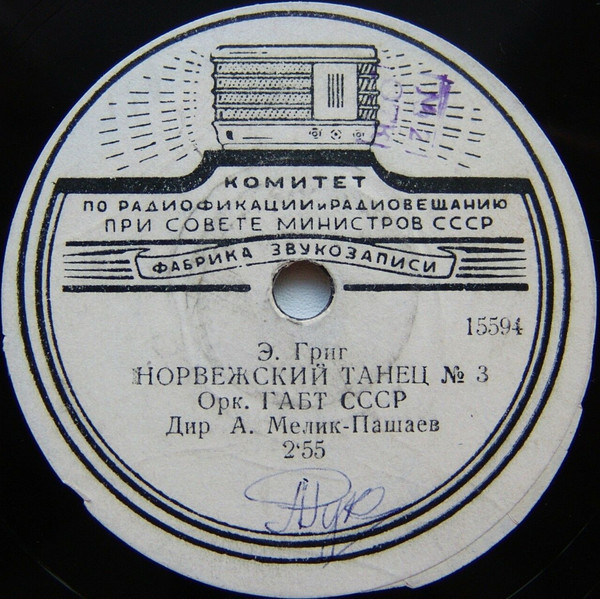 КОМИТЕТ
ПО РАДИОФИКАЦИИ и РАДИОВЕЩАНИЮ
ПРИ СОВЕТЕ МИНИСТРОВ СССР
ФАБРИКА ЗВУКОЗАПИСИ
15594
Э. Григ
НОРВЕЖСКИЙ ТАНЕЦ № 3
Орк. ГАБТ СССР
Дир А. Мелик-Пашаев
2׳55